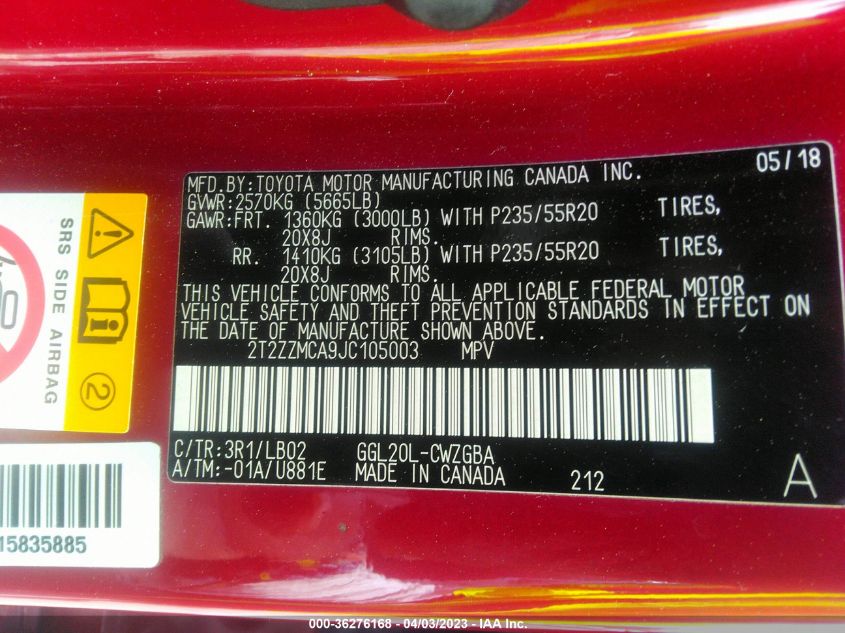 05/18
MFD.BY:TOYOTA MOTOR MANUFACTURING CANADA INC.
GVWR:2570KG (5665LB)
GAWR:FRT. 1360KG (3000LB) WITH P235/55R20 TIRES,
20X8J RIMS.
RR. 1410KG (3105LB) WITH P235/55R20 TIRES,
20X8J RIMS.
THIS VEHICLE CONFORMS TO ALL APPLICABLE FEDERAL MOTOR
VEHICLE SAFETY AND THEFT PREVENTION STANDARDS IN EFFECT ON
THE DATE OF MANUFACTURE SHOWN ABOVE.
2T2ZZMCA9JC105003 MPV
C/TR:3R1/LB02 GGL20L-CWZGBA
A/TM:-01A/U881E MADE IN CANADA 212 A
SRS SIDE AIRBAG
2
15835885
000-36276168 - 04/03/2023 - IAA Inc.